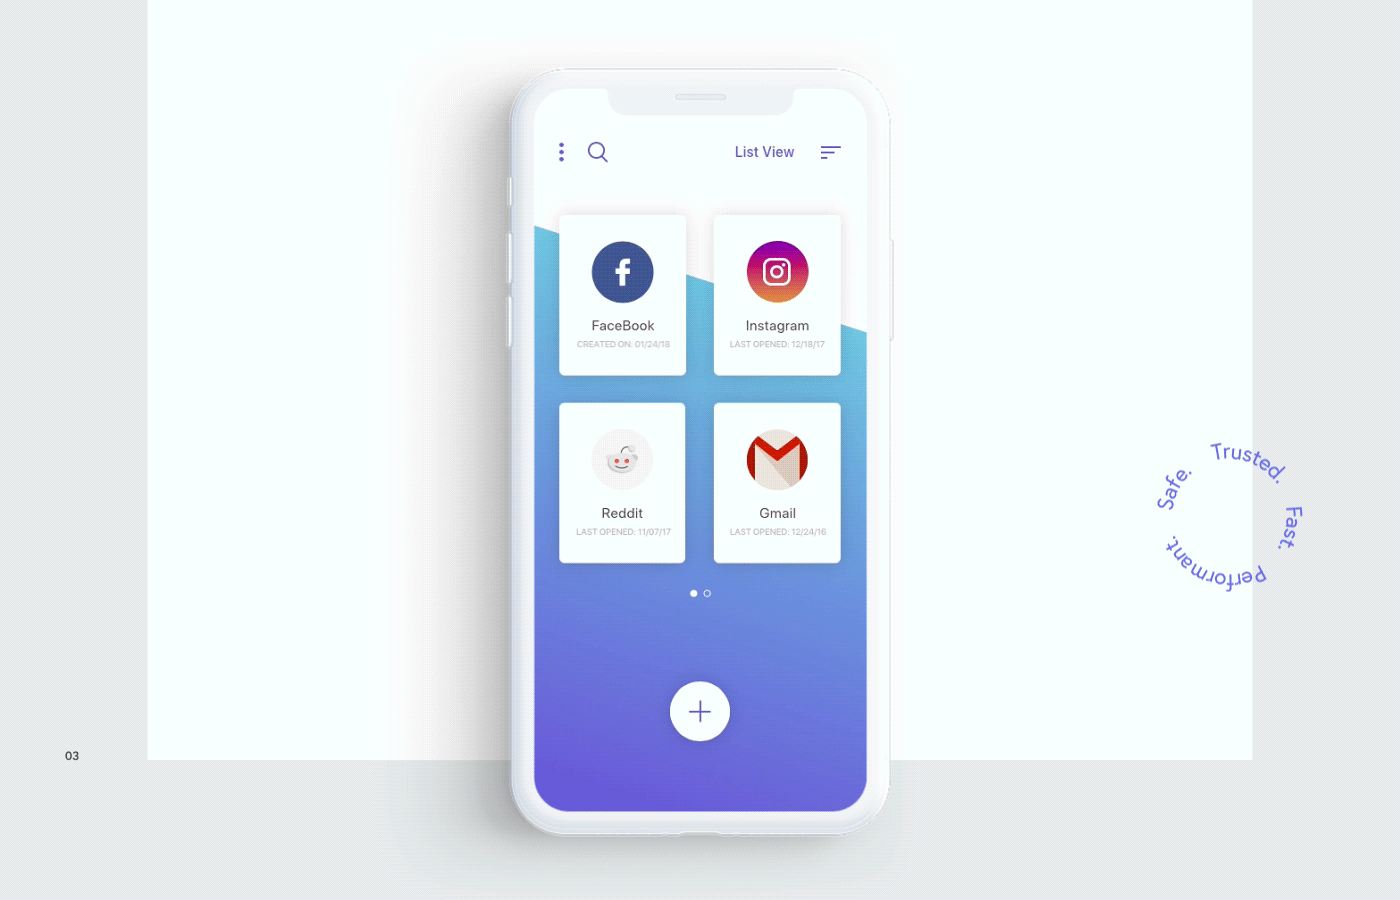 List View
FaceBook
CREATED ON: 01/24/18
Instagram
LAST OPENED: 12/18/17
Reddit
LAST OPENED: 11/07/17
Gmail
LAST OPENED: 12/24/16
Safe. Trusted. Fast. Performant.
03